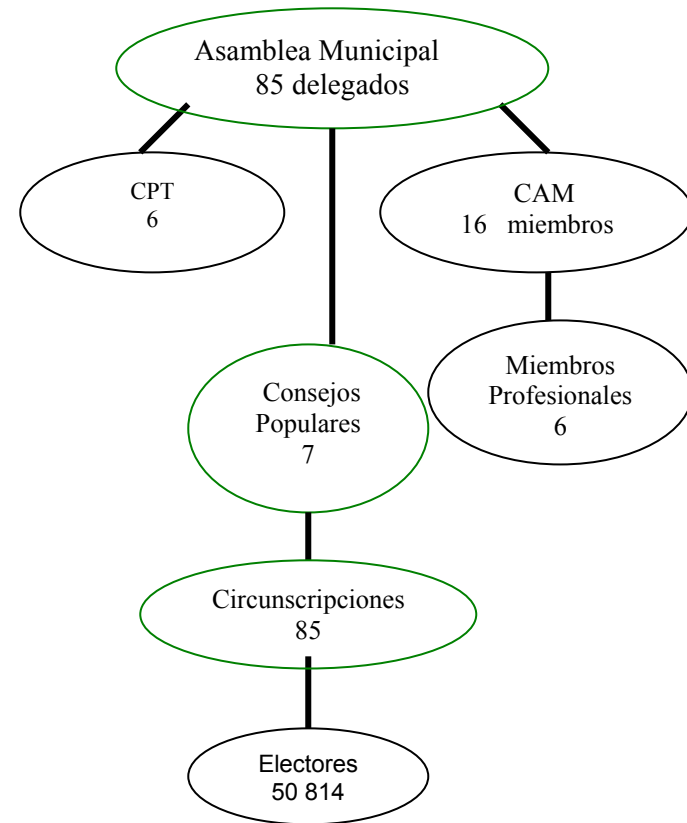 Asamblea Municipal
85 delegados
CPT
6
CAM
16 miembros
Miembros
Profesionales
6
Consejos
Populares
7
Circunscripciones
85
Electores
50 814